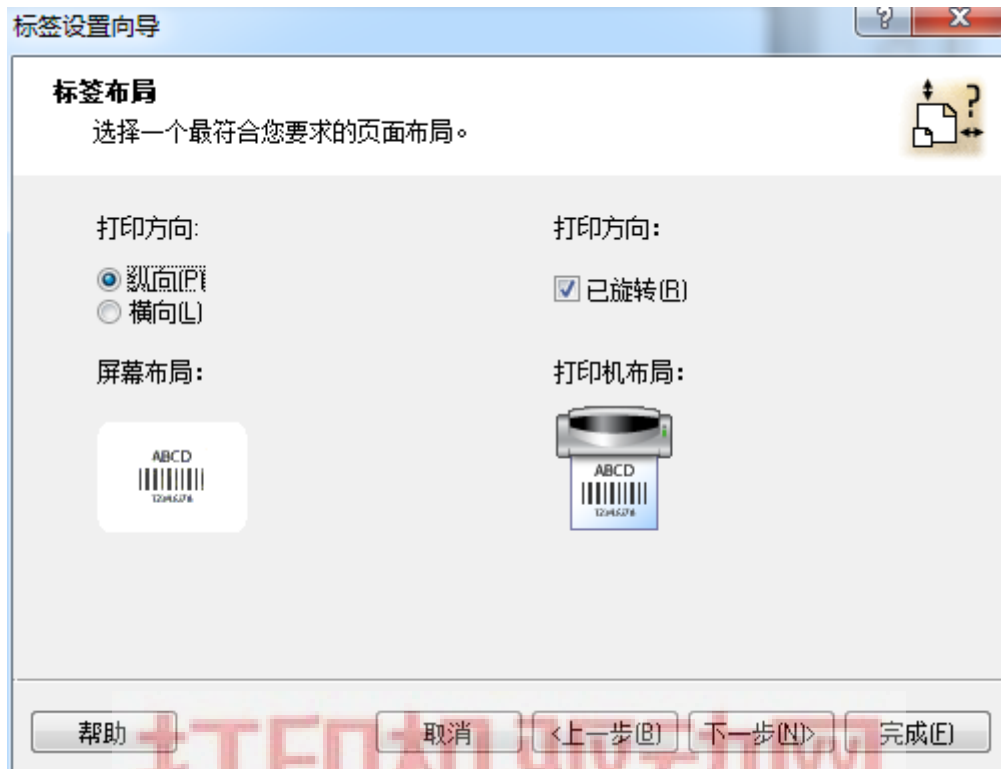 标签设置向导
标签布局
选择一个最符合您要求的页面布局。
打印方向:
打印方向：
纵向(P)
已旋转(R)
横向(L)
屏幕布局：
打印机布局：
ABCD
ABCD
帮助
取消
<上一步(B)
下一步(N)>
完成(F)